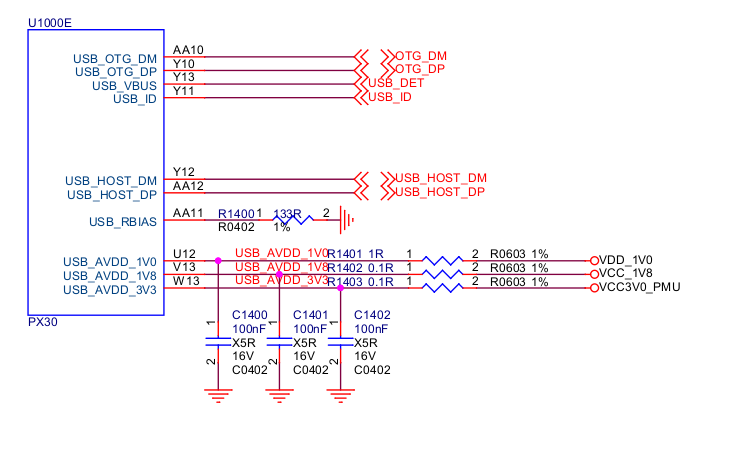 U1000E
USB_OTG_DM AA10 OTG_DM
USB_OTG_DP Y10 OTG_DP
USB_VBUS Y13 USB_DET
USB_ID Y11 USB_ID
USB_HOST_DM Y12 USB_HOST_DM
USB_HOST_DP AA12 USB_HOST_DP
USB_RBIAS AA11 R1400 1 133R 2
R0402 1%
USB_AVDD_1V0 U12 USB_AVDD_1V0 R1401 1R 1 2 R0603 1% VDD_1V0
USB_AVDD_1V8 V13 USB_AVDD_1V8 R1402 0.1R 1 2 R0603 1% VCC_1V8
USB_AVDD_3V3 W13 USB_AVDD_3V3 R1403 0.1R 1 2 R0603 1% VCC3V0_PMU
PX30
1 C1400 1 C1401 1 C1402
100nF 100nF 100nF
X5R X5R X5R
2 16V 2 16V 2 16V
C0402 C0402 C0402